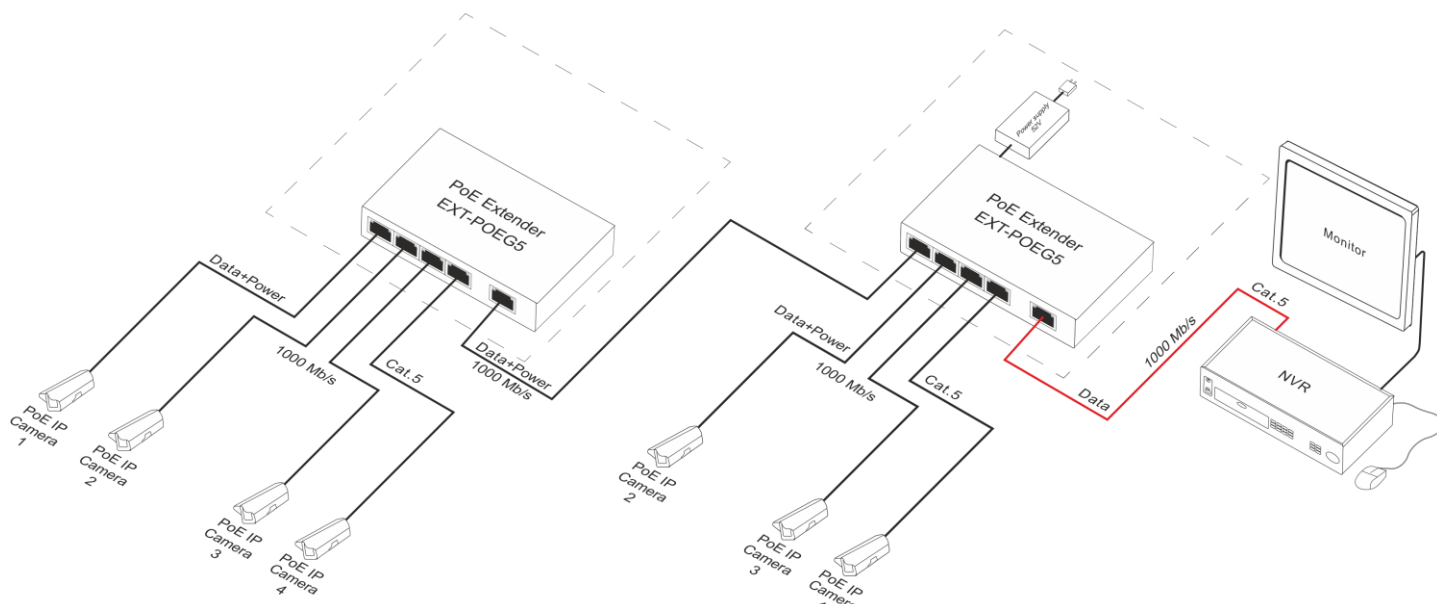 PoE Extender
EXT-POEG5
Data+Power
1000 Mb/s
Cat.5
Data+Power
1000 Mb/s
PoE IP
Camera
1
PoE IP
Camera
2
PoE IP
Camera
3
PoE IP
Camera
4
Power supply
52V
PoE Extender
EXT-POEG5
Data+Power
1000 Mb/s
Cat.5
Data
1000 Mb/s
Cat.5
Monitor
NVR
PoE IP
Camera
2
PoE IP
Camera
3
PoE IP
Camera